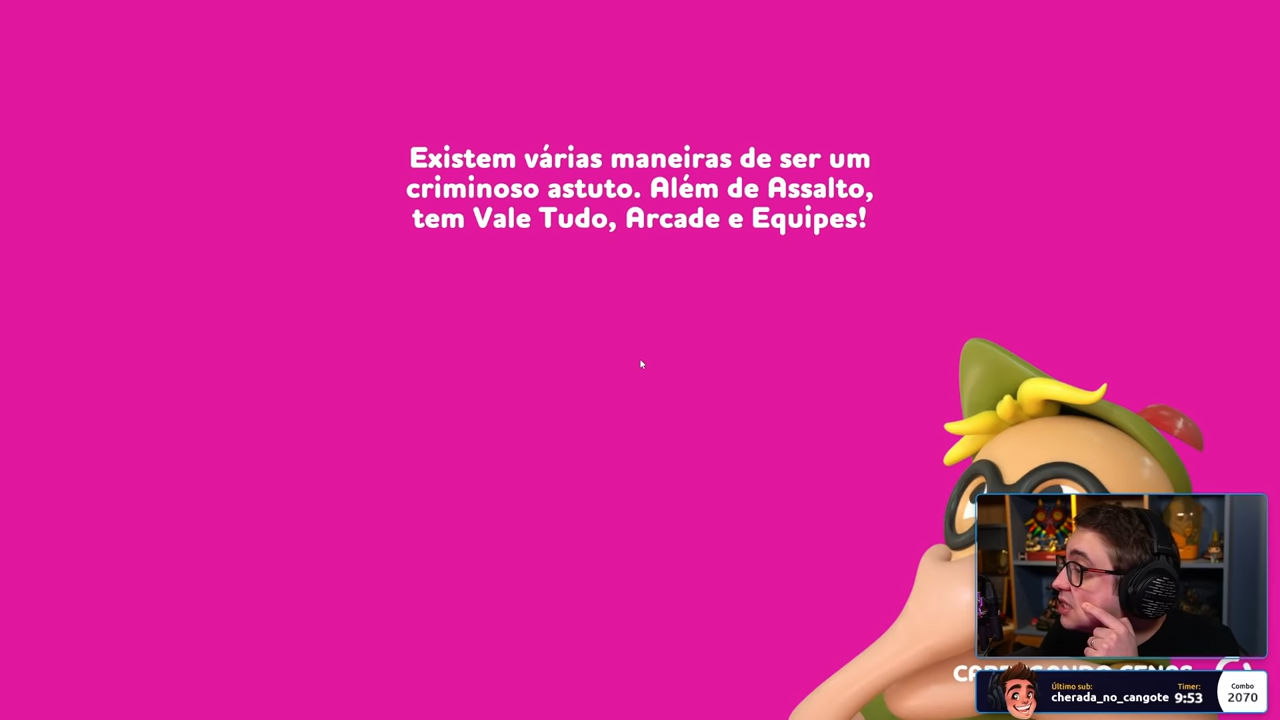 Existem várias maneiras de ser um
criminoso astuto. Além de Assalto,
tem Vale Tudo, Arcade e Equipes!
Último sub:
cherada_no_cangote
Timer:
9:53
Combo
2070